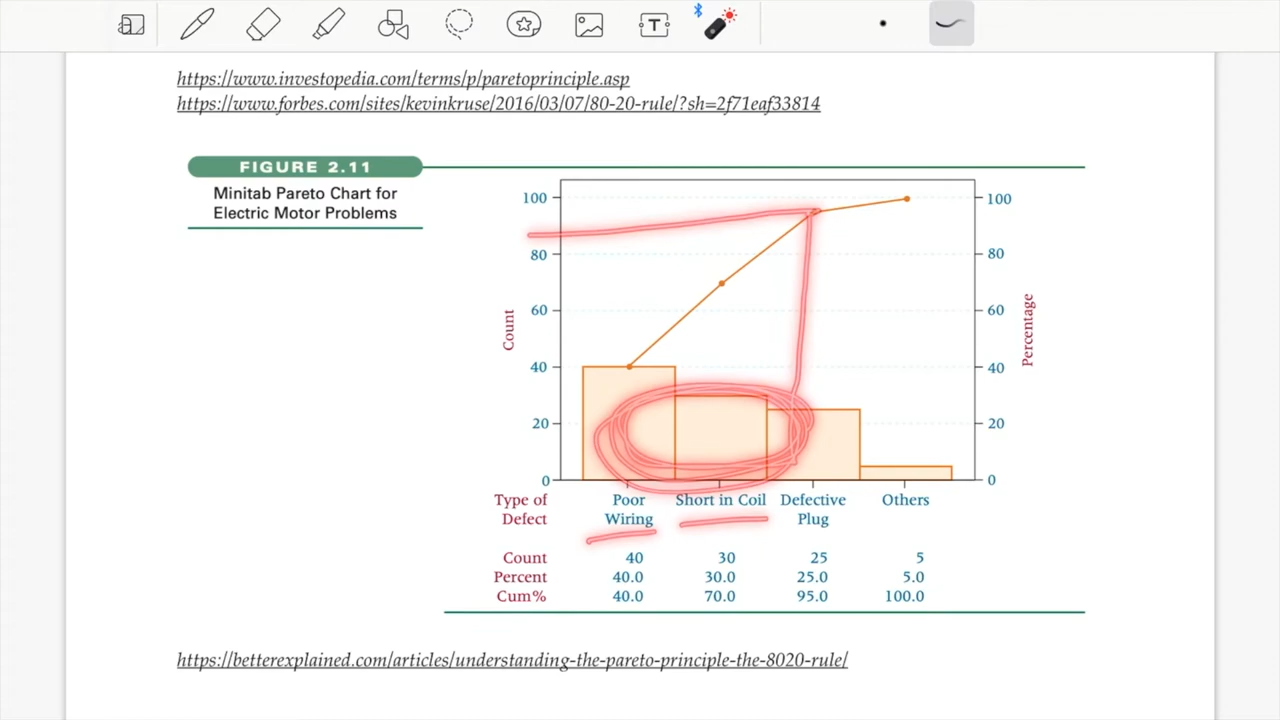 T
https://www.investopedia.com/terms/p/paretoprinciple.asp
https://www.forbes.com/sites/kevinkruse/2016/03/07/80-20-rule/?sh=2f71eaf33814
FIGURE 2.11
Minitab Pareto Chart for
Electric Motor Problems
100 100
80 80
60 60
40 40
20 20
0 0
Count
Percentage
Type of Defect
Poor Wiring
Short in Coil
Defective Plug
Others
Count 40 30 25 5
Percent 40.0 30.0 25.0 5.0
Cum% 40.0 70.0 95.0 100.0
https://betterexplained.com/articles/understanding-the-pareto-principle-the-8020-rule/